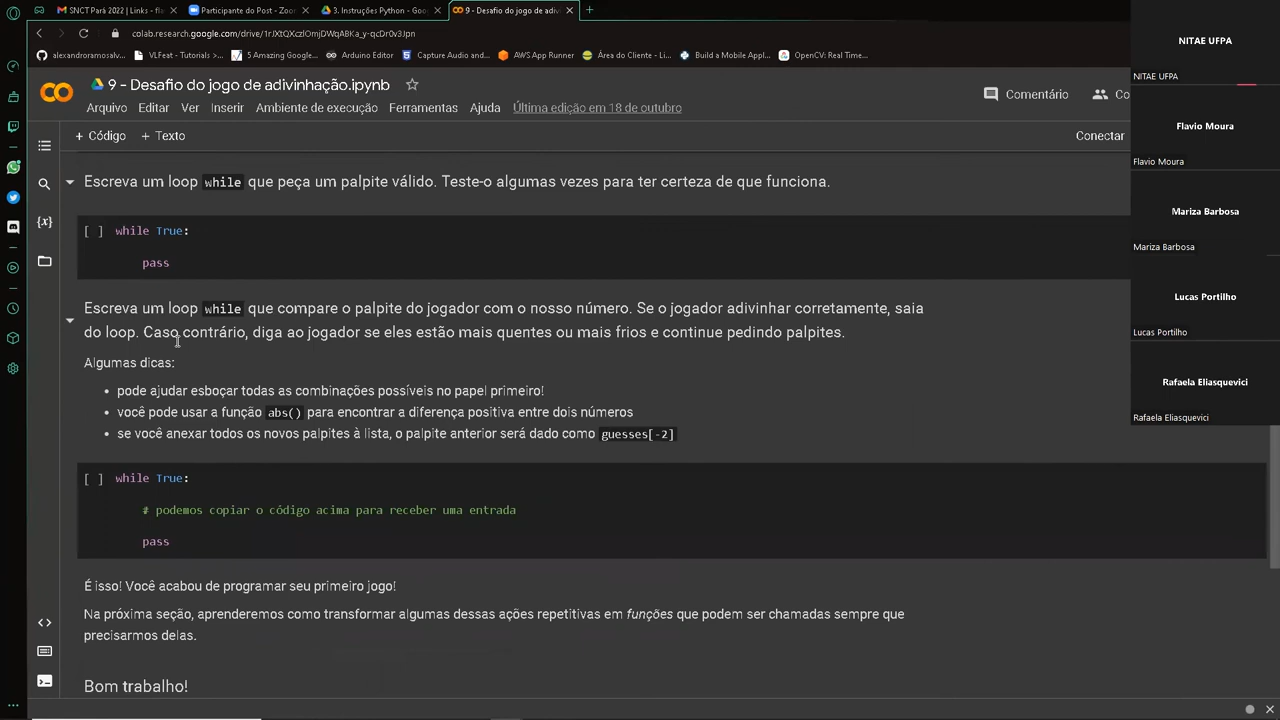 SNCT Pará 2022 | Links - fl
Participante do Post - Zoo
3. Instruções Python - Goo
9 - Desafio do jogo de adivi
colab.research.google.com/drive/1rJXtQXczlOmjDWqABKa_y-qcDr0v3Jpn
alexandroramosalv...
VLFeat - Tutorials >...
5 Amazing Google...
Arduino Editor
Capture Audio and...
AWS App Runner
Área do Cliente - Li...
Build a Mobile Appl...
OpenCV: Real Time...
9 - Desafio do jogo de adivinhação.ipynb
Arquivo Editar Ver Inserir Ambiente de execução Ferramentas Ajuda Última edição em 18 de outubro
Comentário
Co
+ Código + Texto
Conectar
Escreva um loop while que peça um palpite válido. Teste-o algumas vezes para ter certeza de que funciona.
[ ] while True:
pass
Escreva um loop while que compare o palpite do jogador com o nosso número. Se o jogador adivinhar corretamente, saia
do loop. Caso contrário, diga ao jogador se eles estão mais quentes ou mais frios e continue pedindo palpites.
Algumas dicas:
• pode ajudar esboçar todas as combinações possíveis no papel primeiro!
• você pode usar a função abs() para encontrar a diferença positiva entre dois números
• se você anexar todos os novos palpites à lista, o palpite anterior será dado como guesses[-2]
[ ] while True:
# podemos copiar o código acima para receber uma entrada
pass
É isso! Você acabou de programar seu primeiro jogo!
Na próxima seção, aprenderemos como transformar algumas dessas ações repetitivas em funções que podem ser chamadas sempre que
precisarmos delas.
Bom trabalho!
NITAE UFPA
NITAE UFPA
Flavio Moura
Flavio Moura
Mariza Barbosa
Mariza Barbosa
Lucas Portilho
Lucas Portilho
Rafaela Eliasquevici
Rafaela Eliasquevici